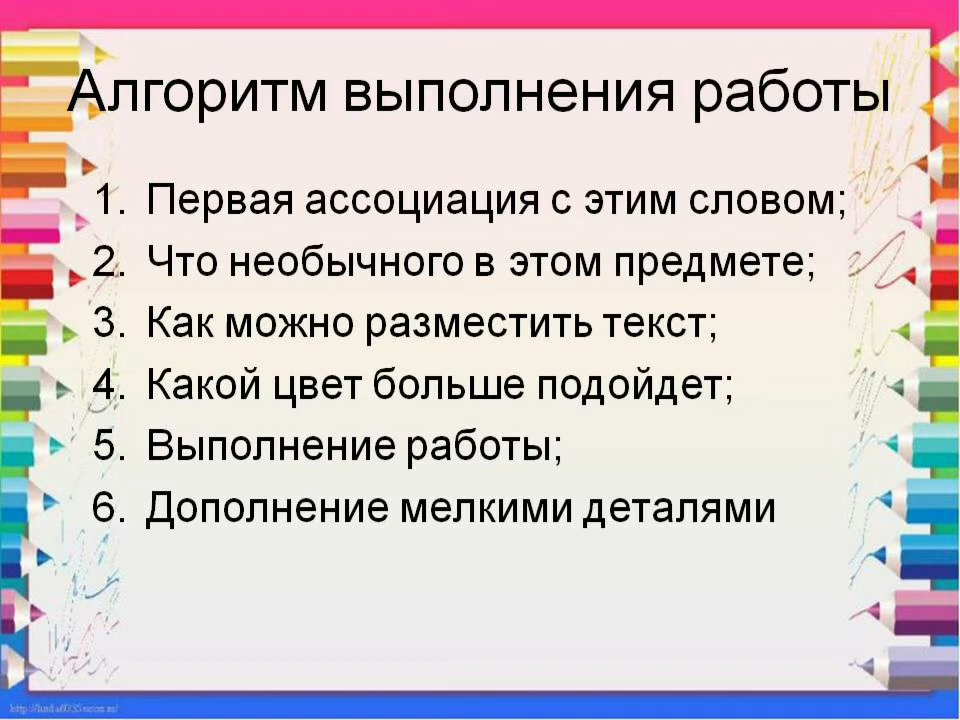 Алгоритм выполнения работы
1. Первая ассоциация с этим словом;
2. Что необычного в этом предмете;
3. Как можно разместить текст;
4. Какой цвет больше подойдет;
5. Выполнение работы;
6. Дополнение мелкими деталями